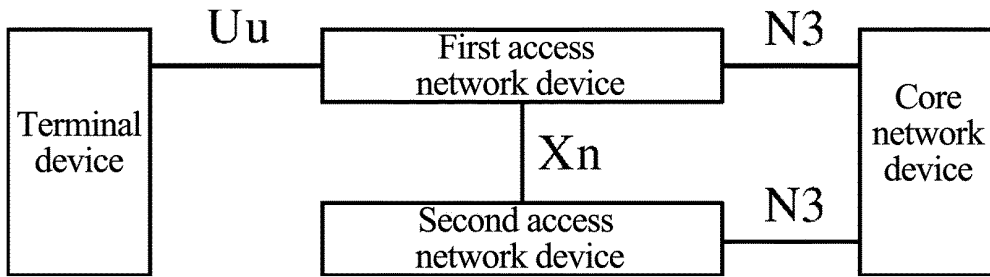 Uu
N3
First access
network device
Terminal
device
Core
network
device
Xn
N3
Second access
network device